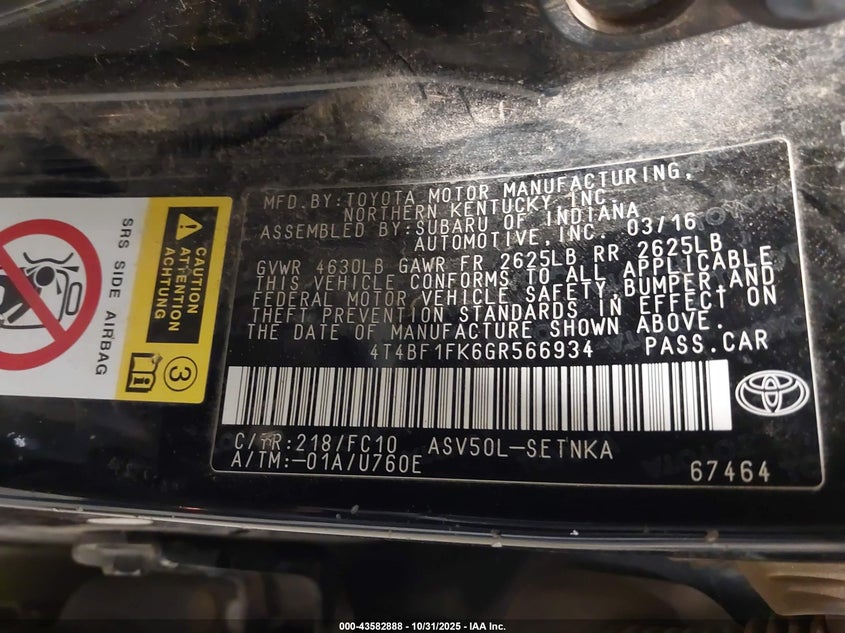 MFD.BY:TOYOTA MOTOR MANUFACTURING,
NORTHERN KENTUCKY,INC.
ASSEMBLED BY:SUBARU OF INDIANA
AUTOMOTIVE,INC. 03/16
GVWR 4630LB GAWR FR 2625LB RR 2625LB
THIS VEHICLE CONFORMS TO ALL APPLICABLE
FEDERAL MOTOR VEHICLE SAFETY,BUMPER,AND
THEFT PREVENTION STANDARDS IN EFFECT ON
THE DATE OF MANUFACTURE SHOWN ABOVE.
4T4BF1FK6GR566934 PASS.CAR
C/TR:218/FC10 ASV50L-SETNKA
A/TM:-01A/U760E
67464
SRS SIDE AIRBAG
CAUTION
ATTENTION
ACHTUNG
3
000-43582888 - 10/31/2025 - IAA Inc.